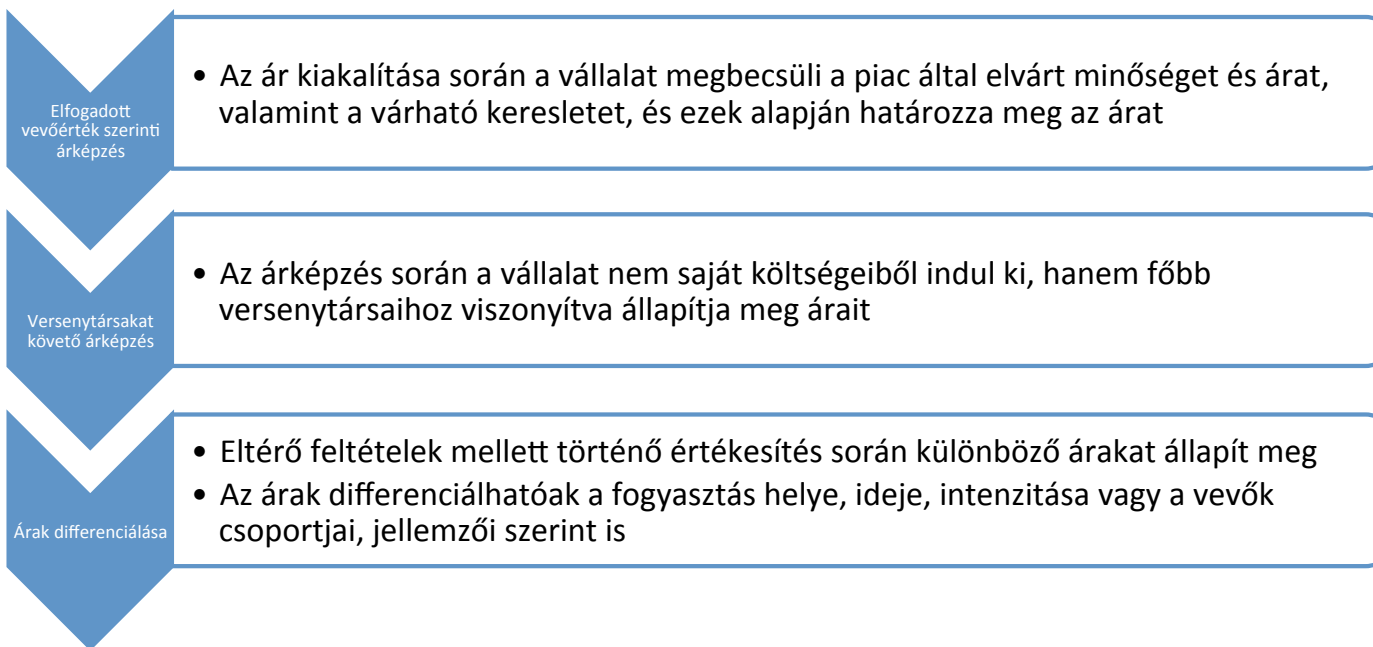 Elfogadott
vevőérték szerinti
árképzés
• Az ár kiakalítása során a vállalat megbecsüli a piac által elvárt minőséget és árat,
valamint a várható keresletet, és ezek alapján határozza meg az árat
Versenytársakat
követő árképzés
• Az árképzés során a vállalat nem saját költségeiből indul ki, hanem főbb
versenytársaihoz viszonyítva állapítja meg árait
Árak differenciálása
• Eltérő feltételek mellett történő értékesítés során különböző árakat állapít meg
• Az árak differenciálhatóak a fogyasztás helye, ideje, intenzitása vagy a vevők
csoportjai, jellemzői szerint is